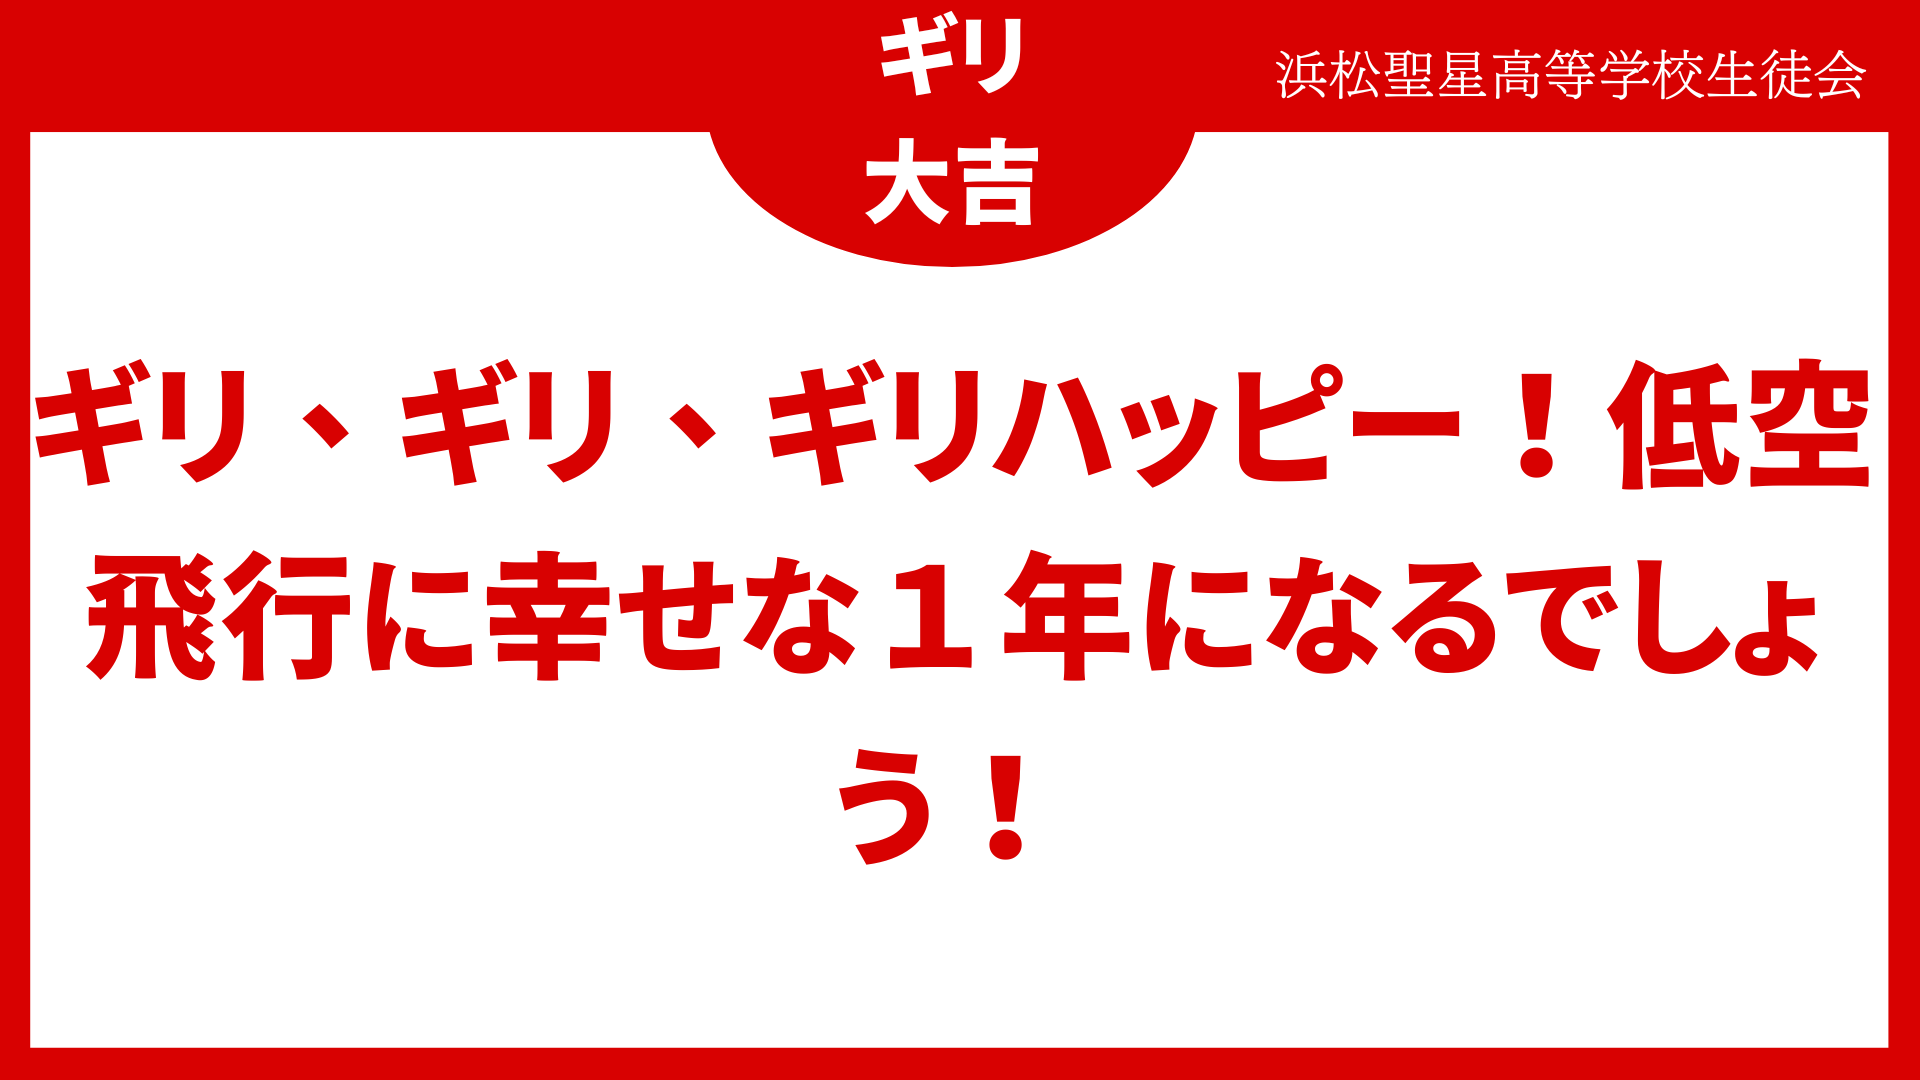 ギリ
大吉
浜松聖星高等学校生徒会
ギリ、ギリ、ギリハッピー！低空
飛行に幸せな１年になるでしょ
う！